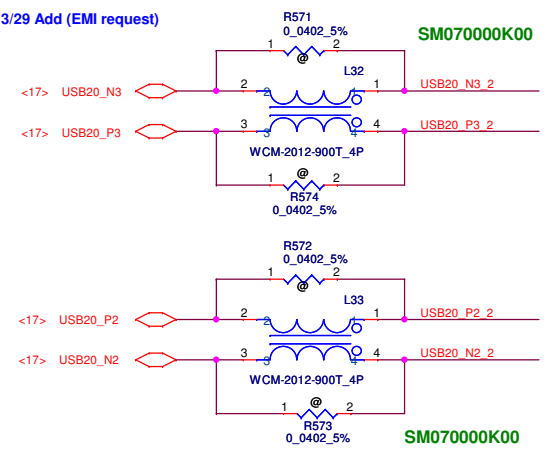 3/29 Add (EMI request)
R571
0_0402_5%
SM070000K00
1 2
@
L32
<17> USB20_N3 2 2 1 1 USB20_N3_2
<17> USB20_P3 3 3 4 4 USB20_P3_2
WCM-2012-900T_4P
@
1 2
R574
0_0402_5%
R572
0_0402_5%
1 2
@
L33
<17> USB20_P2 2 2 1 1 USB20_P2_2
<17> USB20_N2 3 3 4 4 USB20_N2_2
WCM-2012-900T_4P
@
1 2
R573
0_0402_5%
SM070000K00